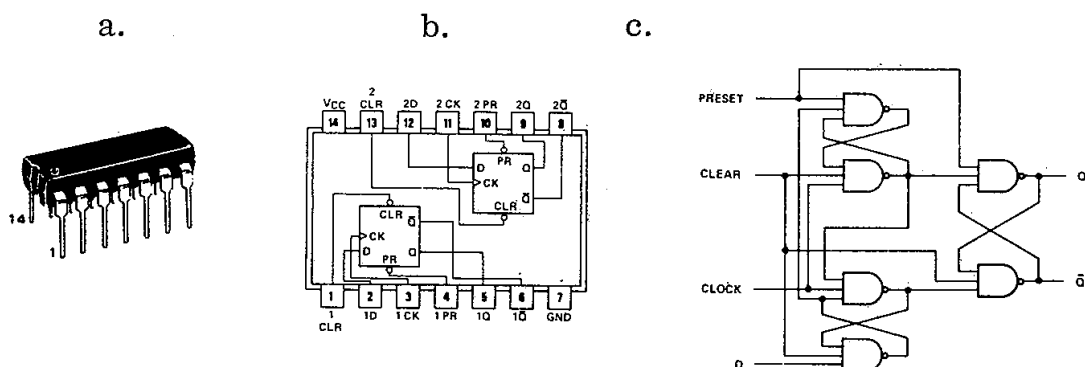 a.
b.
c.
14
1
VCC
2 CLR
2D
2 CK
2 PR
2Q
2Q̄
14
13
12
11
10
9
8
PR
Q
CK
Q̄
CLR
CLR
Q̄
CK
D
Q
PR
1
2
3
4
5
6
7
1 CLR
1D
1 CK
1 PR
1Q
1Q̄
GND
PRESET
CLEAR
CLOCK
D
Q
Q̄